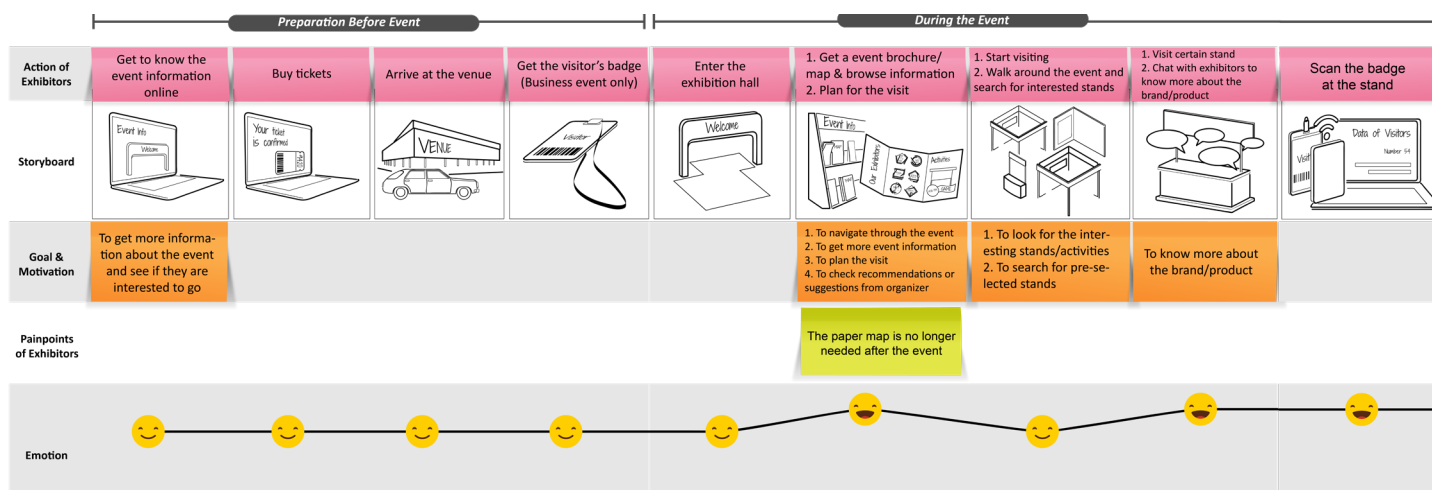 Preparation Before Event
During the Event
Action of
Exhibitors
Get to know the
event information
online
Buy tickets
Arrive at the venue
Get the visitor's badge
(Business event only)
Enter the
exhibition hall
1. Get a event brochure/
map & browse information
2. Plan for the visit
1. Start visiting
2. Walk around the event and
search for interested stands
1. Visit certain stand
2. Chat with exhibitors to
know more about the
brand/product
Scan the badge
at the stand
Storyboard
Event Info
Welcome
Your ticket
is confirmed
VENUE
Visitor
Welcome
Event Info
Our Exhibitors
Activities
Visit
Data of Visitors
Number
Goal &
Motivation
To get more informa-
tion about the event
and see if they are
interested to go
1. To navigate through the event
2. To get more event information
3. To plan the visit
4. To check recommendations or
suggestions from organizer
1. To look for the inter-
esting stands/activities
2. To search for pre-se-
lected stands
To know more about
the brand/product
Painpoints
of Exhibitors
The paper map is no longer
needed after the event
Emotion